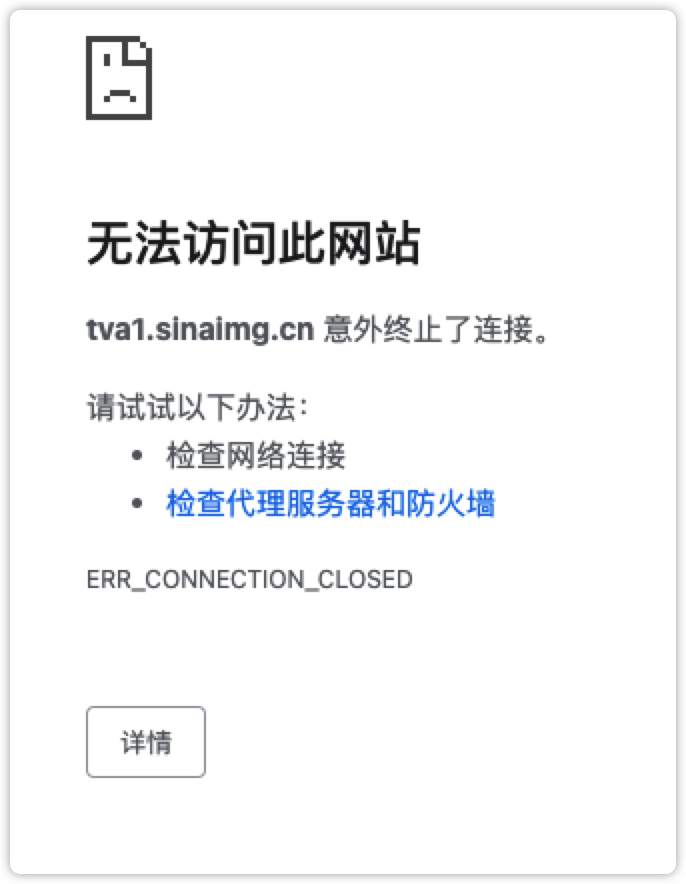 无法访问此网站
tva1.sinaimg.cn 意外终止了连接。
请试试以下办法：
• 检查网络连接
• 检查代理服务器和防火墙
ERR_CONNECTION_CLOSED
详情